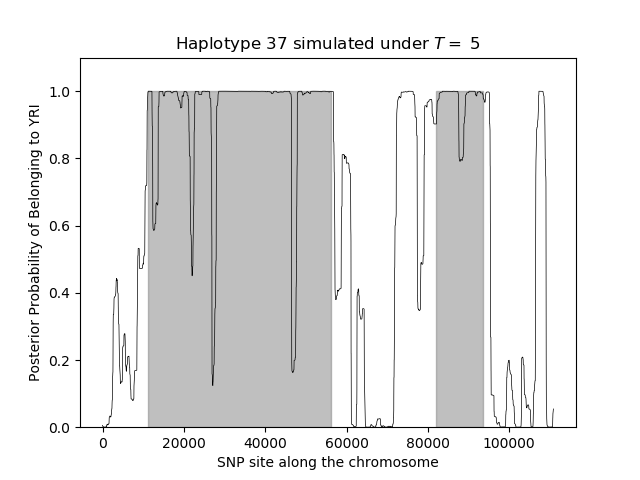 Haplotype 37 simulated under T = 5
Posterior Probability of Belonging to YRI
1.0
0.8
0.6
0.4
0.2
0.0
0 20000 40000 60000 80000 100000
SNP site along the chromosome